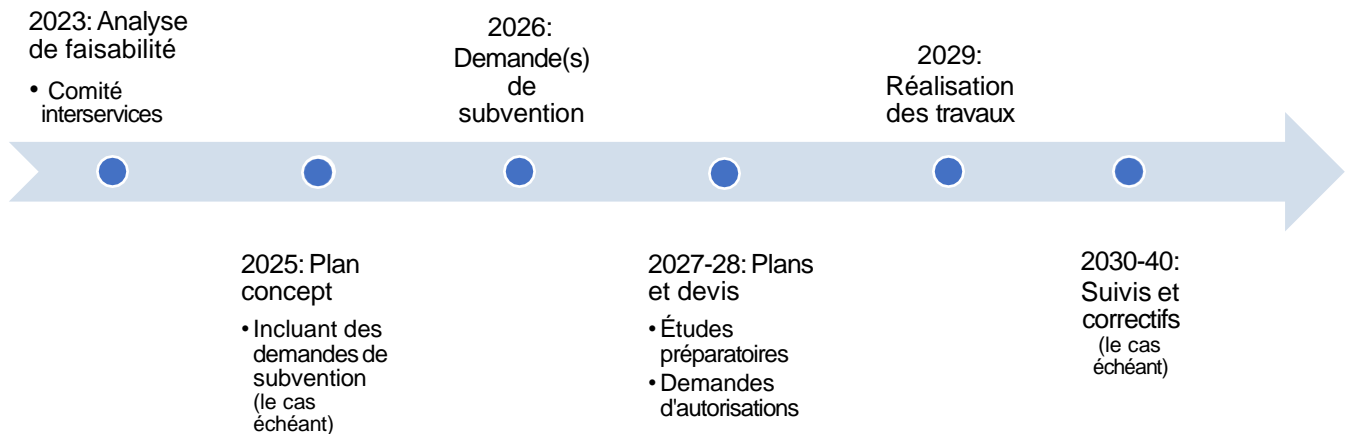 2023: Analyse
de faisabilité
• Comité
interservices
2025: Plan
concept
• Incluant des
demandes de
subvention
(le cas
échéant)
2026:
Demande(s)
de
subvention
2027-28: Plans
et devis
• Études
préparatoires
• Demandes
d'autorisations
2029:
Réalisation
des travaux
2030-40:
Suivis et
correctifs
(le cas
échéant)